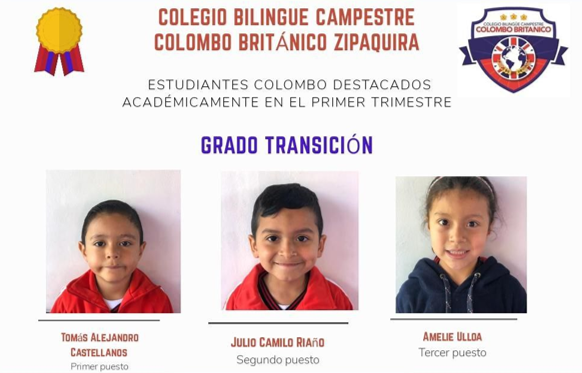 COLEGIO BILINGUE CAMPESTRE
COLOMBO BRITÁNICO ZIPAQUIRA
COLEGIO BILINGUE CAMPESTRE
COLOMBO BRITANICO
ESTUDIANTES COLOMBO DESTACADOS
ACADÉMICAMENTE EN EL PRIMER TRIMESTRE
GRADO TRANSICIÓN
Tomás Alejandro
Castellanos
Primer puesto
Julio Camilo Riaño
Segundo puesto
Amelie Ulloa
Tercer puesto